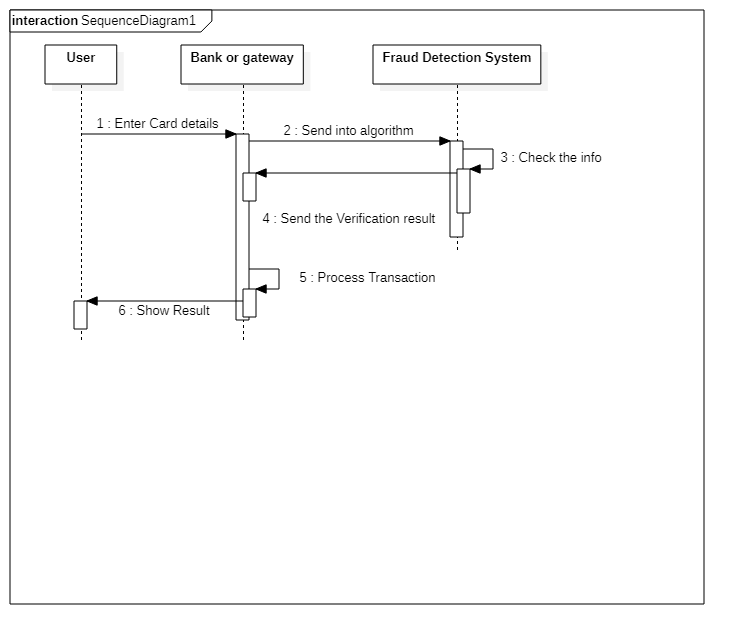 interaction SequenceDiagram1
User
Bank or gateway
Fraud Detection System
1 : Enter Card details
2 : Send into algorithm
3 : Check the info
4 : Send the Verification result
5 : Process Transaction
6 : Show Result